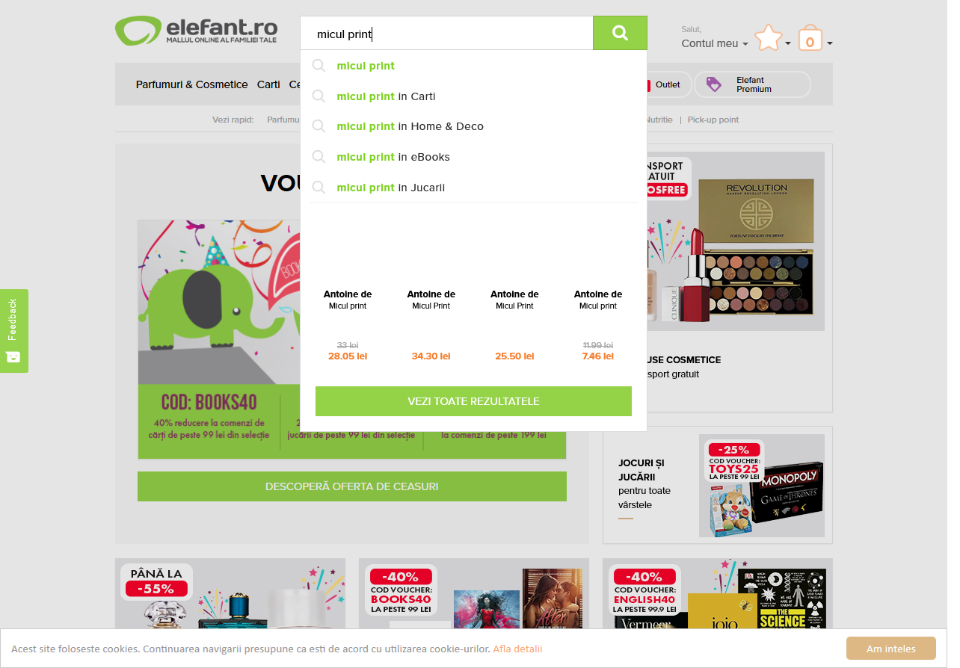 elefant.ro
MALLUL ONLINE AL FAMILIEI TALE
micul print
Salut,
Contul meu
0
Parfumuri & Cosmetice Carti
Outlet
Elefant
Premium
Vezi rapid: Parfumu
Nutritie | Pick-up point
micul print
micul print in Carti
micul print in Home & Deco
micul print in eBooks
micul print in Jucarii
Antoine de
Micul print
33 lei
28.05 lei
Antoine de
Micul Print
34.30 lei
Antoine de
Micul Print
25.50 lei
Antoine de
Micul print
11.99 lei
7.46 lei
VEZI TOATE REZULTATELE
VOU
COD: BOOKS40
40% reducere la comenzi de
cărți de peste 99 lei din selecție
jucării de peste 99 lei din selecție
la comenzi de peste 199 lei
DESCOPERĂ OFERTA DE CEASURI
NSPORT
ATUIT
OSFREE
REVOLUTION
CLINIQUE
USE COSMETICE
sport gratuit
JOCURI ȘI
JUCĂRII
pentru toate
vârstele
-25%
COD VOUCHER:
TOYS25
LA PESTE 99 LEI
MONOPOLY
GAME OF THRONES
PÂNĂ LA
-55%
-40%
COD VOUCHER:
BOOKS40
LA PESTE 99 LEI
After
-40%
COD VOUCHER:
ENGLISH40
LA PESTE 99.9 LEI
Vermeer
jojo
THE
SCIENCE
Feedback
Acest site foloseste cookies. Continuarea navigarii presupune ca esti de acord cu utilizarea cookie-urilor. Afla detalii
Am inteles